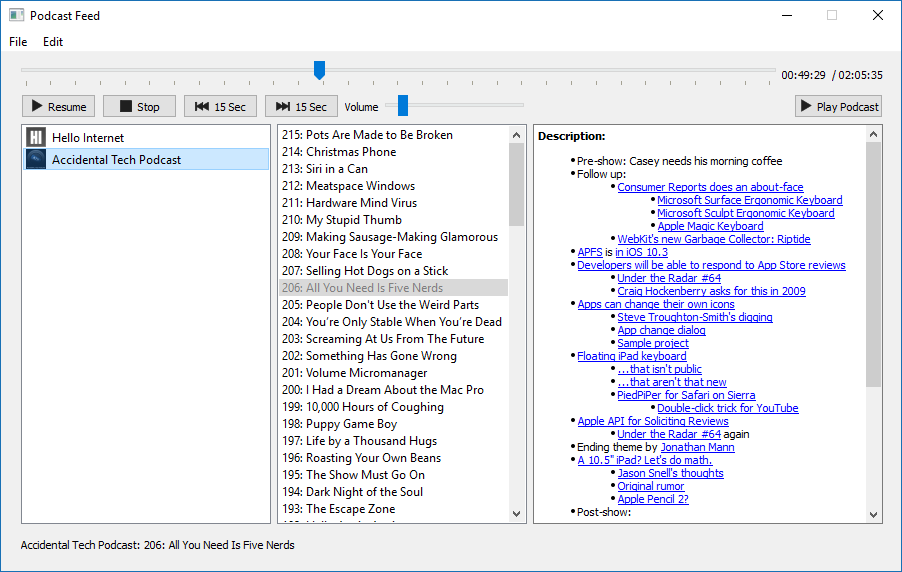 Podcast Feed
File Edit
00:49:29 / 02:05:35
Resume Stop 15 Sec 15 Sec Volume Play Podcast
HI Hello Internet
Accidental Tech Podcast
215: Pots Are Made to Be Broken
214: Christmas Phone
213: Siri in a Can
212: Meatspace Windows
211: Hardware Mind Virus
210: My Stupid Thumb
209: Making Sausage-Making Glamorous
208: Your Face Is Your Face
207: Selling Hot Dogs on a Stick
206: All You Need Is Five Nerds
205: People Don't Use the Weird Parts
204: You're Only Stable When You're Dead
203: Screaming At Us From The Future
202: Something Has Gone Wrong
201: Volume Micromanager
200: I Had a Dream About the Mac Pro
199: 10,000 Hours of Coughing
198: Puppy Game Boy
197: Life by a Thousand Hugs
196: Roasting Your Own Beans
195: The Show Must Go On
194: Dark Night of the Soul
193: The Escape Zone
Description:
•Pre-show: Casey needs his morning coffee
•Follow up:
•Consumer Reports does an about-face
•Microsoft Surface Ergonomic Keyboard
•Microsoft Sculpt Ergonomic Keyboard
•Apple Magic Keyboard
•WebKit's new Garbage Collector: Riptide
•APFS is in iOS 10.3
•Developers will be able to respond to App Store reviews
•Under the Radar #64
•Craig Hockenberry asks for this in 2009
•Apps can change their own icons
•Steve Troughton-Smith's digging
•App change dialog
•Sample project
•Floating iPad keyboard
•...that isn't public
•...that aren't that new
•PiedPiPer for Safari on Sierra
•Double-click trick for YouTube
•Apple API for Soliciting Reviews
•Under the Radar #64 again
•Ending theme by Jonathan Mann
•A 10.5" iPad? Let's do math.
•Jason Snell's thoughts
•Original rumor
•Apple Pencil 2?
•Post-show:
Accidental Tech Podcast: 206: All You Need Is Five Nerds